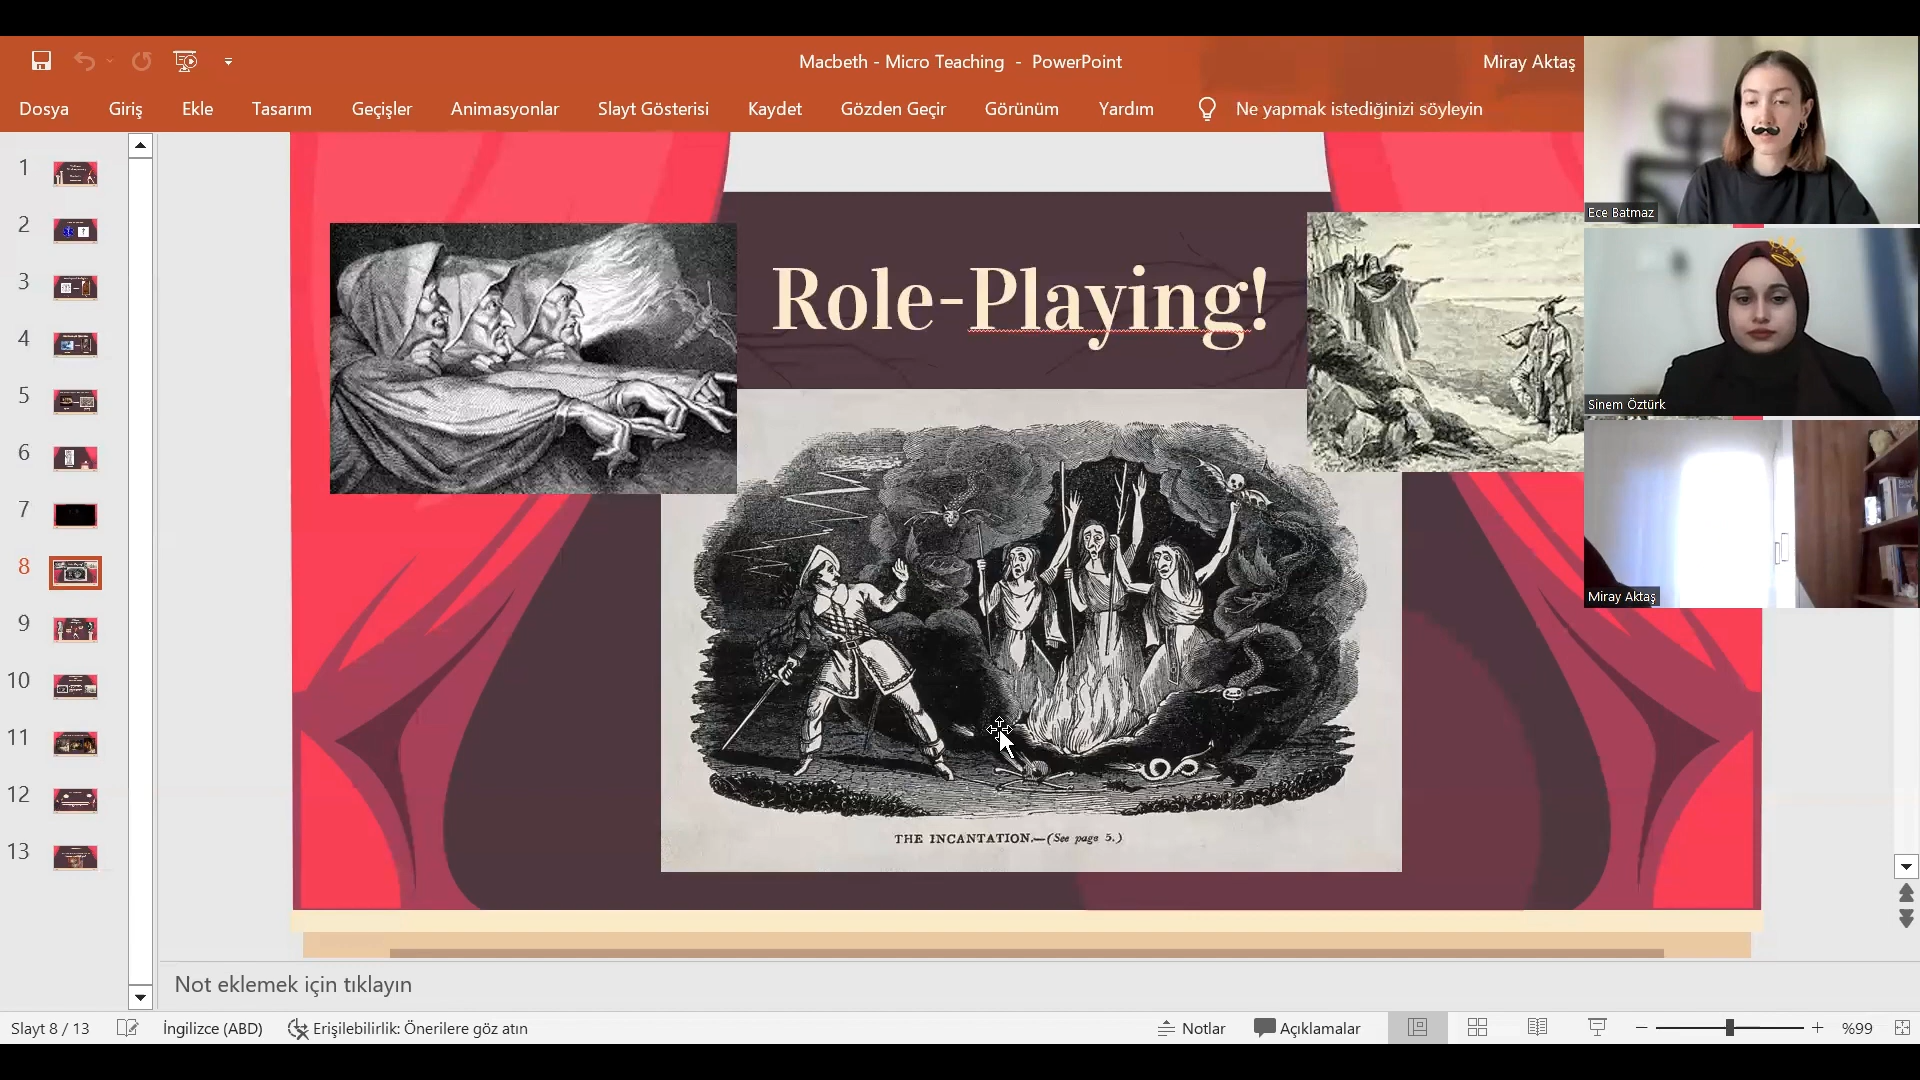 Macbeth - Micro Teaching - PowerPoint
Miray Aktaş
Dosya Giriş Ekle Tasarım Geçişler Animasyonlar Slayt Gösterisi Kaydet Gözden Geçir Görünüm Yardım Ne yapmak istediğinizi söyleyin
1
2
3
4
5
6
7
8
9
10
11
12
13
Role-Playing!
THE INCANTATION.—(See page 5.)
Ece Batmaz
Sinem Öztürk
Miray Aktaş
Not eklemek için tıklayın
Slayt 8 / 13 İngilizce (ABD) Erişilebilirlik: Önerilere göz atın Notlar Açıklamalar %99